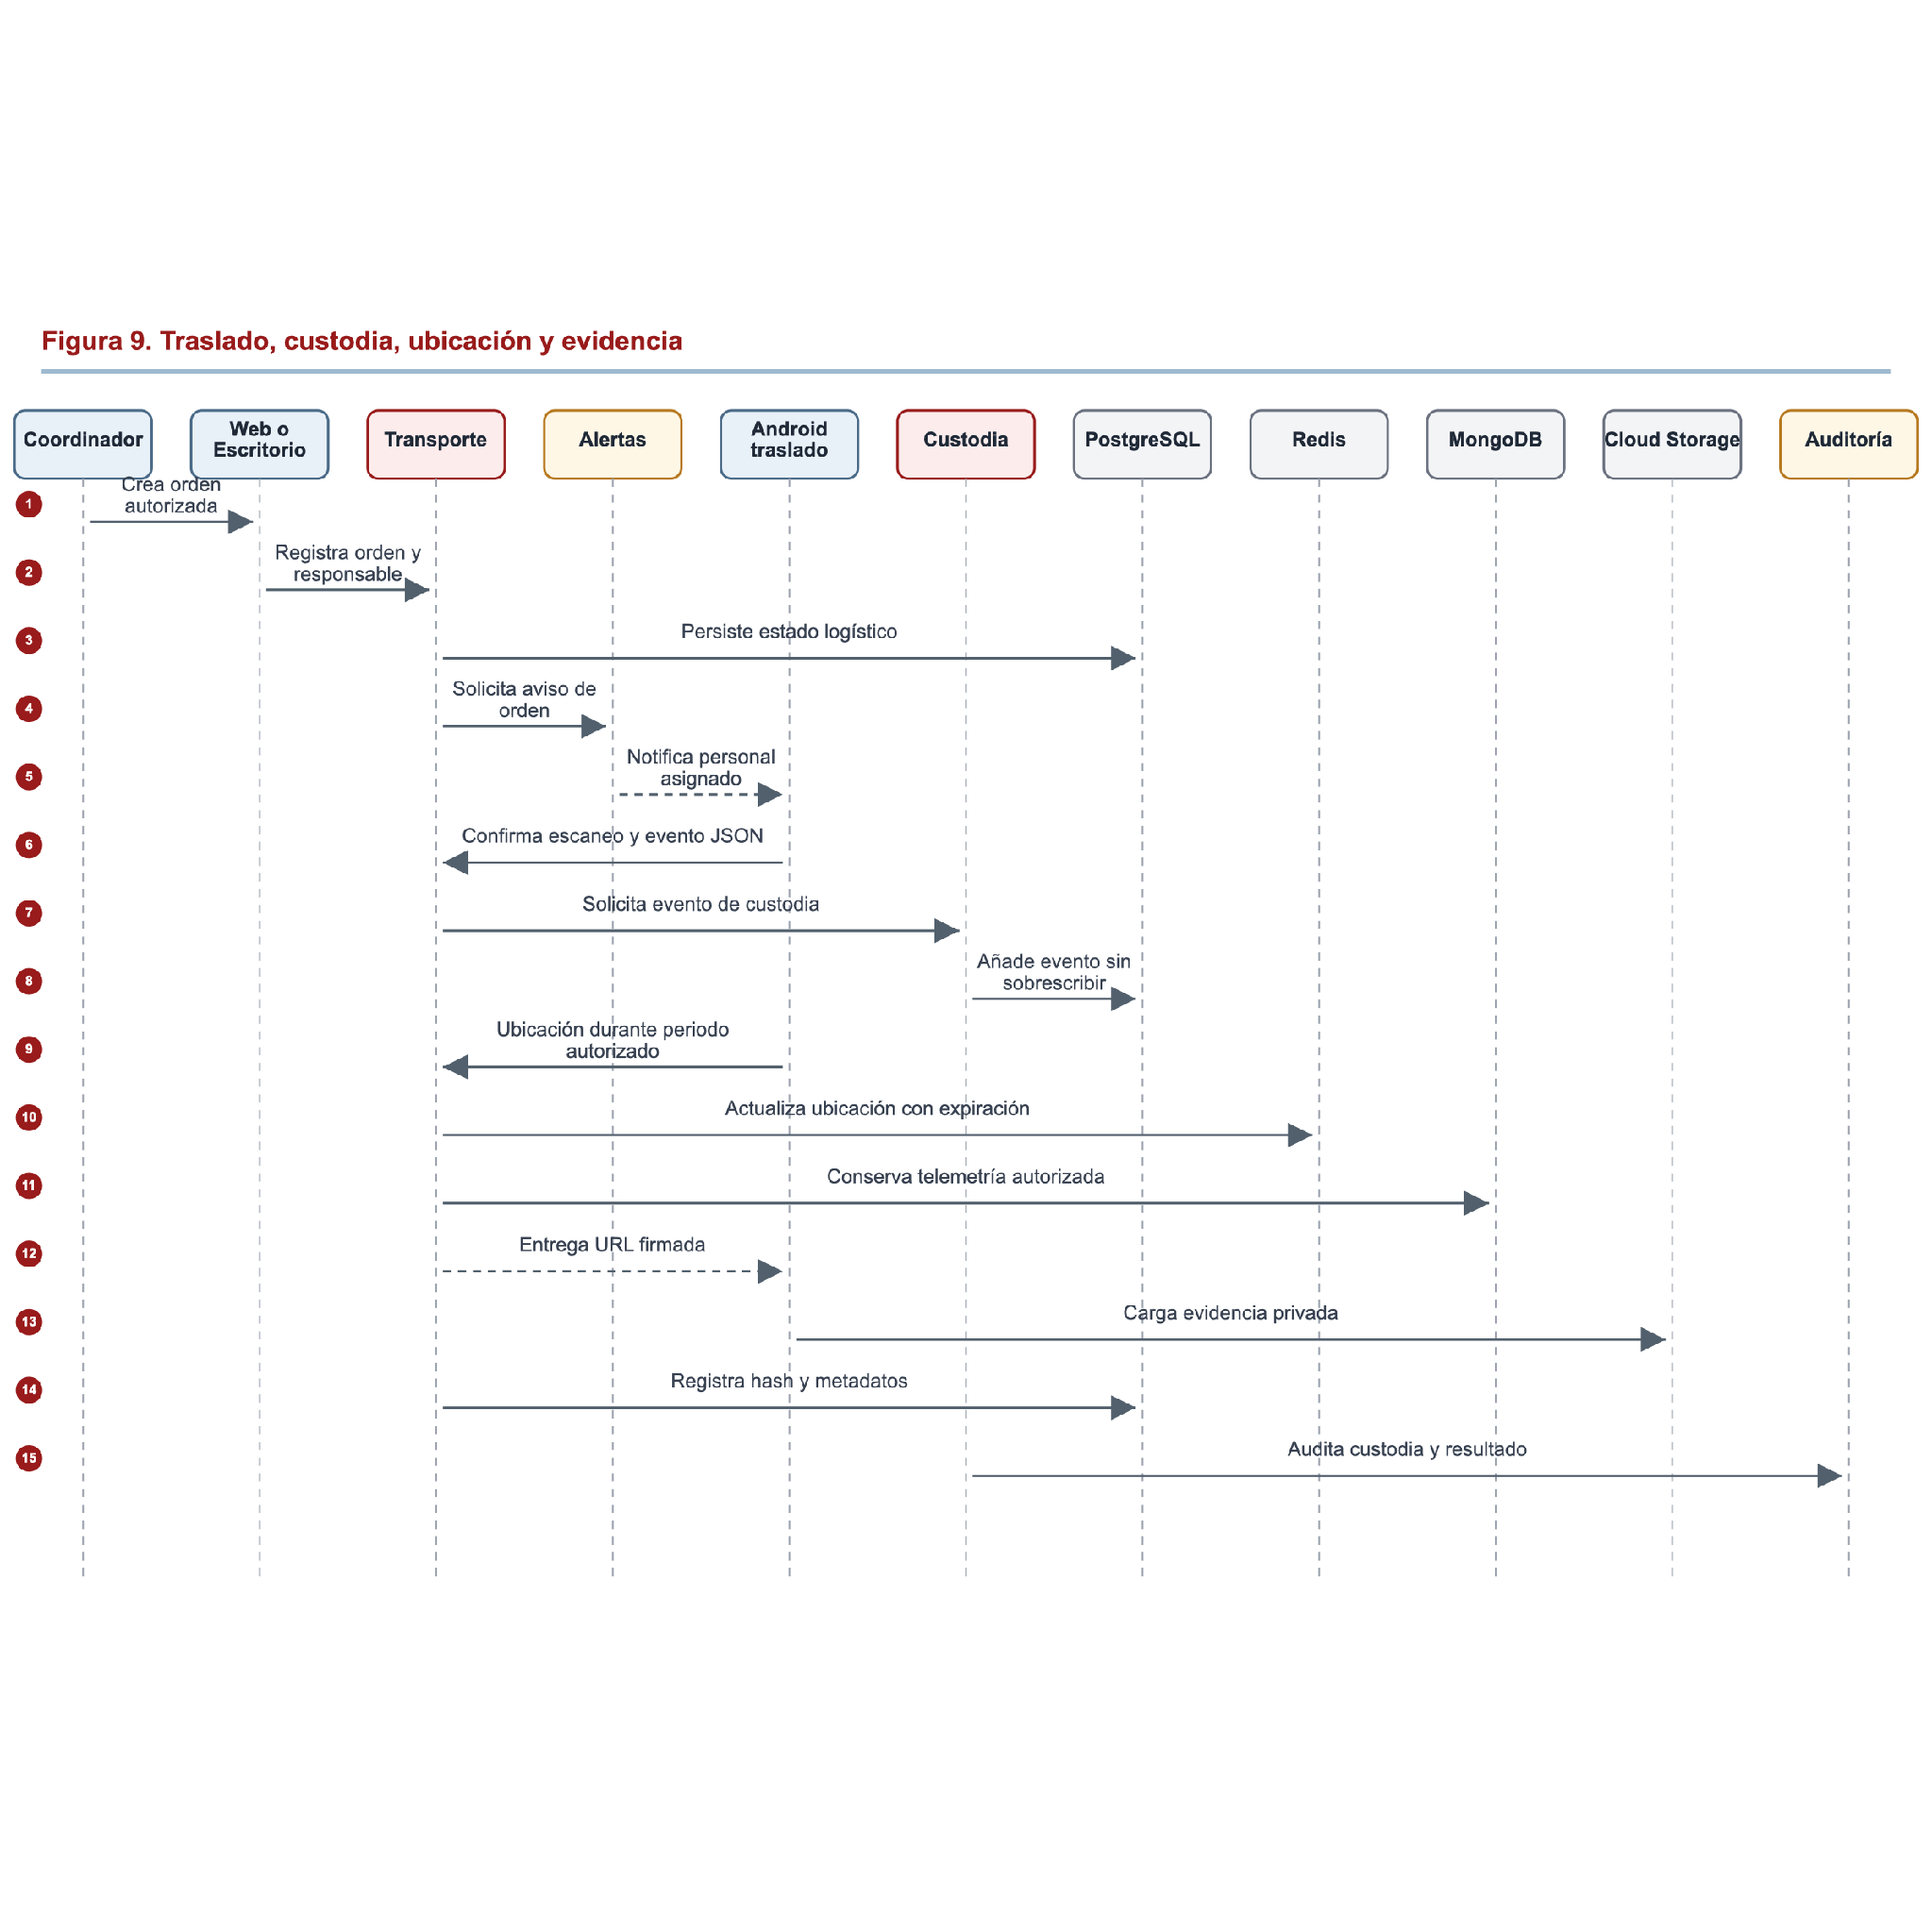 Figura 9. Traslado, custodia, ubicación y evidencia
Coordinador
Web o
Escritorio
Transporte
Alertas
Android
traslado
Custodia
PostgreSQL
Redis
MongoDB
Cloud Storage
Auditoría
1
Crea orden
autorizada
2
Registra orden y
responsable
3
Persiste estado logístico
4
Solicita aviso de
orden
5
Notifica personal
asignado
6
Confirma escaneo y evento JSON
7
Solicita evento de custodia
8
Añade evento sin
sobrescribir
9
Ubicación durante periodo
autorizado
10
Actualiza ubicación con expiración
11
Conserva telemetría autorizada
12
Entrega URL firmada
13
Carga evidencia privada
14
Registra hash y metadatos
15
Audita custodia y resultado